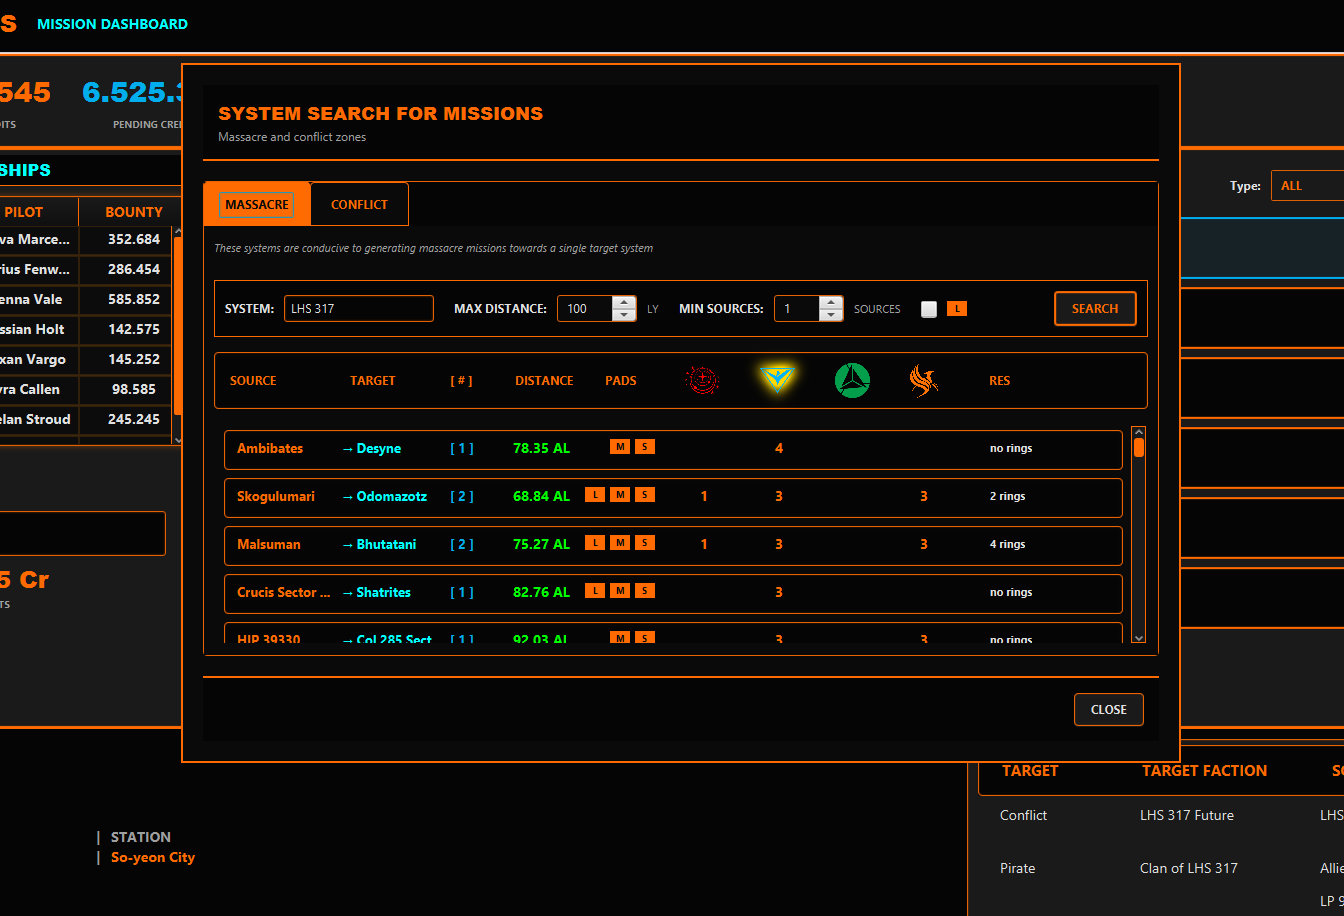 S MISSION DASHBOARD
545 6.525.3
ITS PENDING CRE
SHIPS
PILOT BOUNTY
va Marce... 352.684
rius Fenw... 286.454
enna Vale 585.852
ssian Holt 142.575
xan Vargo 145.252
yra Callen 98.585
elan Stroud 245.245
5 Cr
TS
| STATION
| So-yeon City
SYSTEM SEARCH FOR MISSIONS
Massacre and conflict zones
MASSACRE CONFLICT
These systems are conducive to generating massacre missions towards a single target system
SYSTEM: LHS 317 MAX DISTANCE: 100 LY MIN SOURCES: 1 SOURCES L SEARCH
SOURCE TARGET [ # ] DISTANCE PADS RES
Ambibates → Desyne [ 1 ] 78.35 AL M S 4 no rings
Skogulumari → Odomazotz [ 2 ] 68.84 AL L M S 1 3 3 2 rings
Malsuman → Bhutatani [ 2 ] 75.27 AL L M S 1 3 3 4 rings
Crucis Sector ... → Shatrites [ 1 ] 82.76 AL L M S 3 no rings
HIP 39330 → Col 285 Sect [ 1 ] 92.03 AL M S 3 3 no rings
CLOSE
Type: ALL
TARGET TARGET FACTION SO
Conflict LHS 317 Future LHS
Pirate Clan of LHS 317 Allie
LP 9